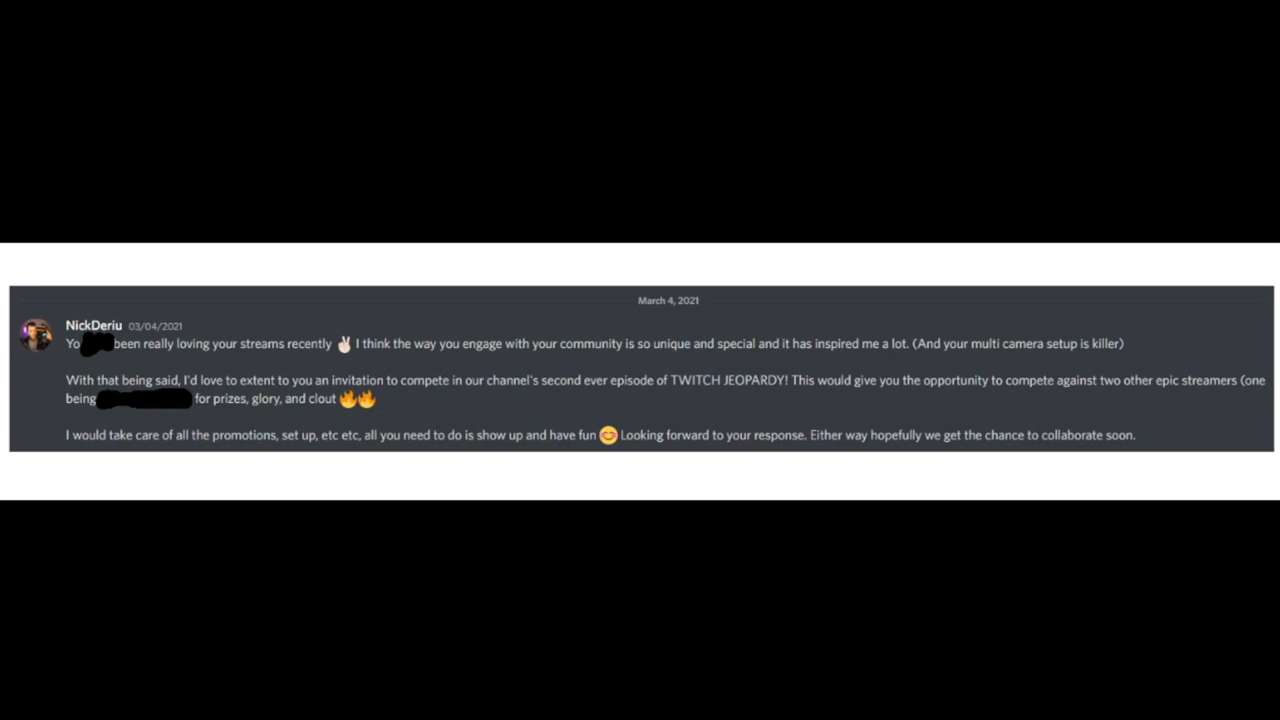 March 4, 2021
NickDeriu 03/04/2021
Yo been really loving your streams recently ✌🏻 I think the way you engage with your community is so unique and special and it has inspired me a lot. (And your multi camera setup is killer)
With that being said, I'd love to extent to you an invitation to compete in our channel's second ever episode of TWITCH JEOPARDY! This would give you the opportunity to compete against two other epic streamers (one
being for prizes, glory, and clout 🔥🔥
I would take care of all the promotions, set up, etc etc, all you need to do is show up and have fun 😊 Looking forward to your response. Either way hopefully we get the chance to collaborate soon.